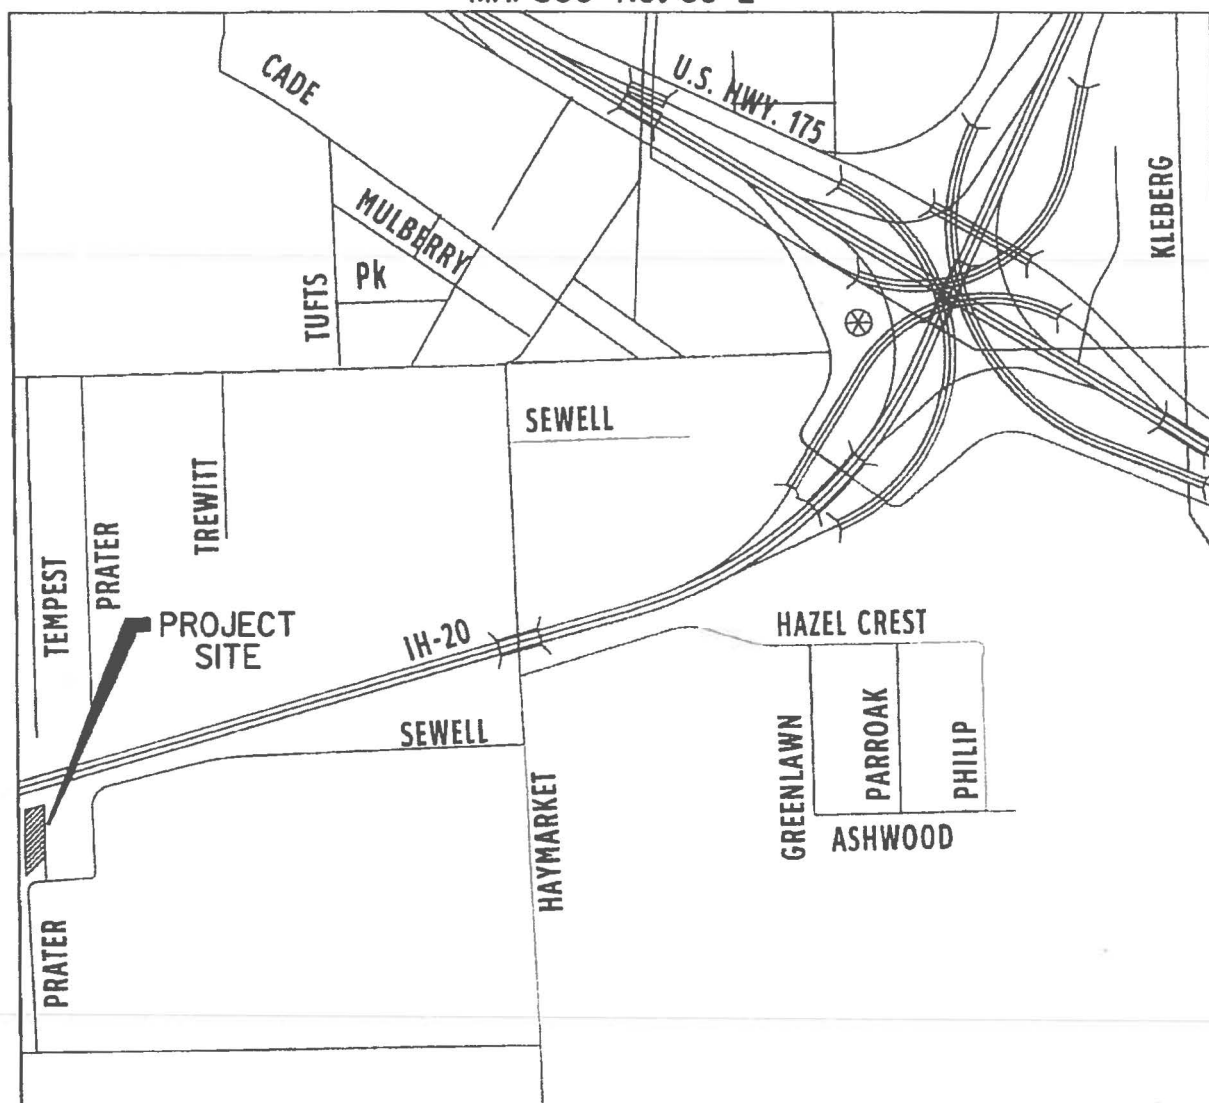 CADE
U.S. HWY. 175
KLEBERG
MULBERRY
Pk
TUFTS
SEWELL
TREWITT
PRATER
TEMPEST
PROJECT
SITE
IH-20
HAZEL CREST
SEWELL
GREENLAWN
PARROAK
PHILIP
ASHWOOD
HAYMARKET
PRATER